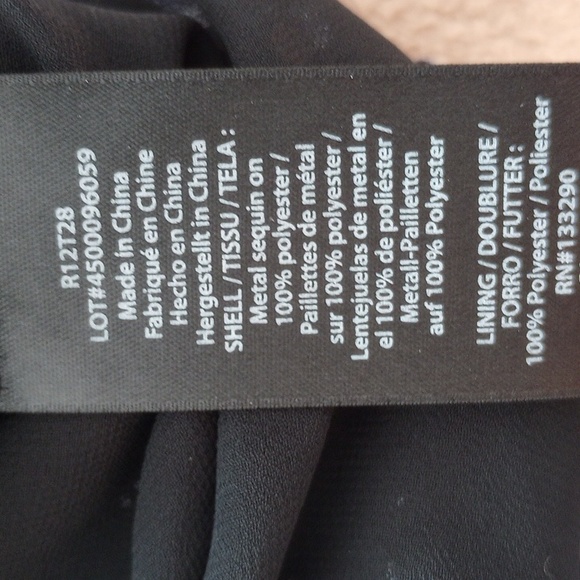 R12T28
LOT#4500096059
Made in China
Fabriqué en Chine
Hecho en China
Hergestellt in China
SHELL / TISSU / TELA :
Metal sequin on
100% polyester /
Paillettes de métal
sur 100% polyester /
Lentejuelas de metal en
el 100% de poliéster /
Metall-Pailletten
auf 100% Polyester
LINING / DOUBLURE /
FORRO / FUTTER :
100% Polyester / Poliester
RN#133290